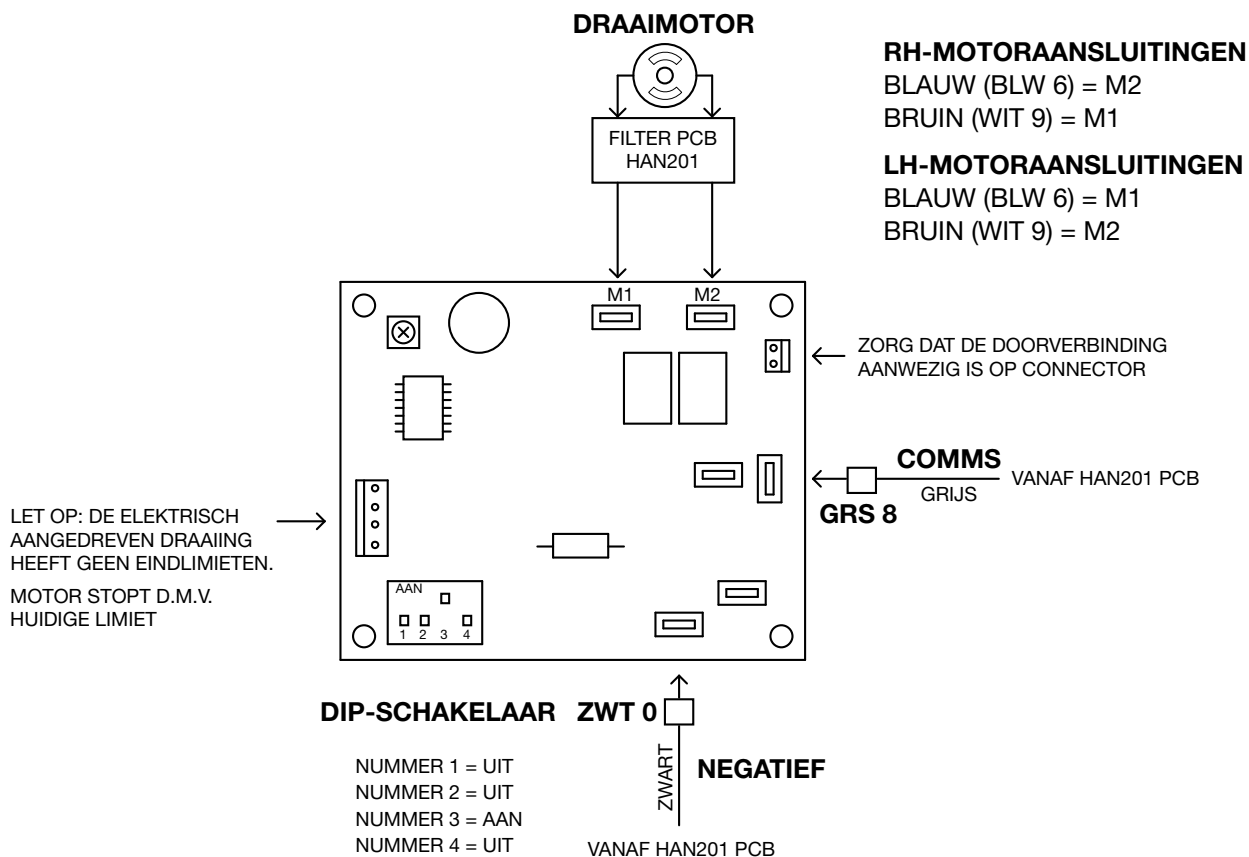 DRAAIMOTOR
FILTER PCB
HAN201
RH-MOTORAANSLUITINGEN
BLAUW (BLW 6) = M2
BRUIN (WIT 9) = M1
LH-MOTORAANSLUITINGEN
BLAUW (BLW 6) = M1
BRUIN (WIT 9) = M2
M1
M2
ZORG DAT DE DOORVERBINDING
AANWEZIG IS OP CONNECTOR
COMMS
GRIJS
VANAF HAN201 PCB
GRS 8
LET OP: DE ELEKTRISCH
AANGEDREVEN DRAAIING
HEEFT GEEN EINDLIMIETEN.
MOTOR STOPT D.M.V.
HUIDIGE LIMIET
AAN
1 2 3 4
DIP-SCHAKELAAR
NUMMER 1 = UIT
NUMMER 2 = UIT
NUMMER 3 = AAN
NUMMER 4 = UIT
ZWT 0
ZWART
NEGATIEF
VANAF HAN201 PCB